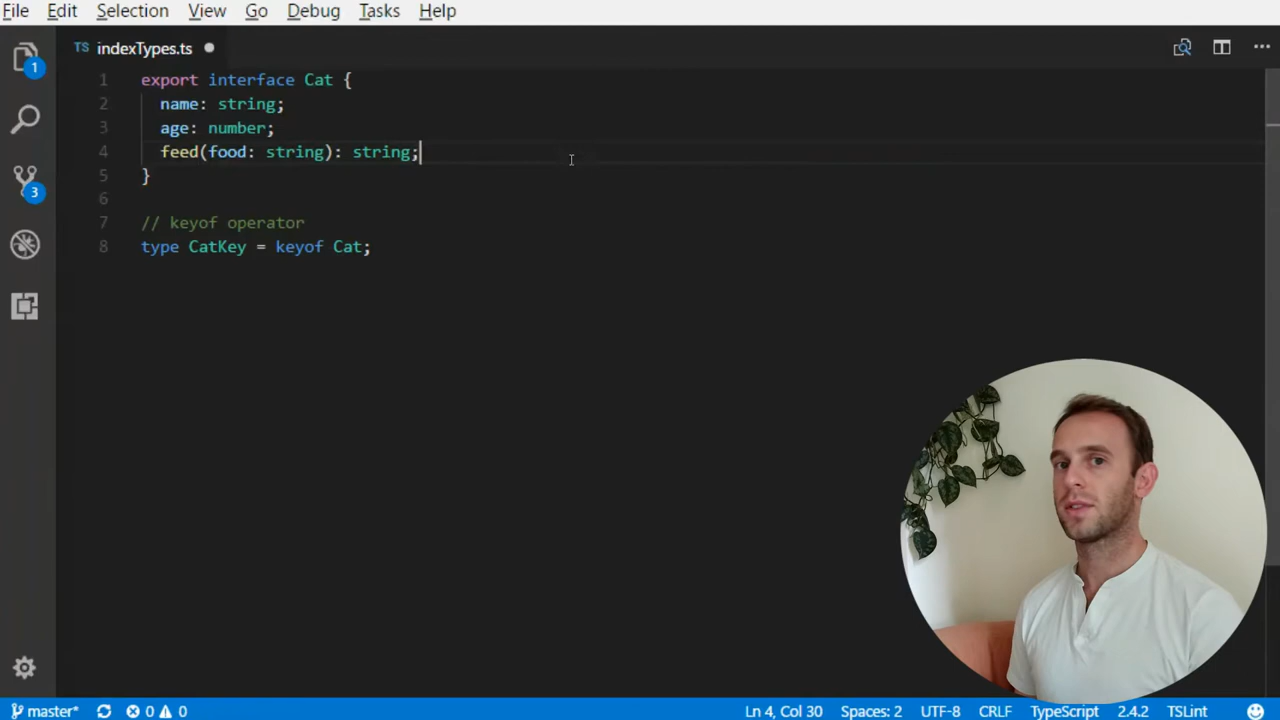 File Edit Selection View Go Debug Tasks Help
TS indexTypes.ts
1
1 export interface Cat {
2 name: string;
3 age: number;
4 feed(food: string): string;
5 }
3
6
7 // keyof operator
8 type CatKey = keyof Cat;
master* 0 0 Ln 4, Col 30 Spaces: 2 UTF-8 CRLF TypeScript 2.4.2 TSLint